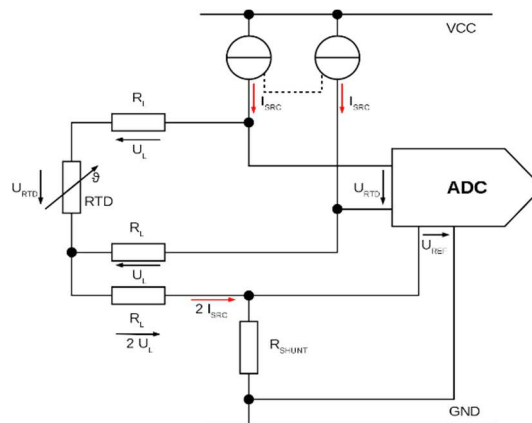 VCC
I_SRC
I_SRC
R_L
U_L
U_RTD
ϑ
RTD
U_RTD
ADC
U_REF
R_L
U_L
R_L
2 I_SRC
2 U_L
R_SHUNT
GND